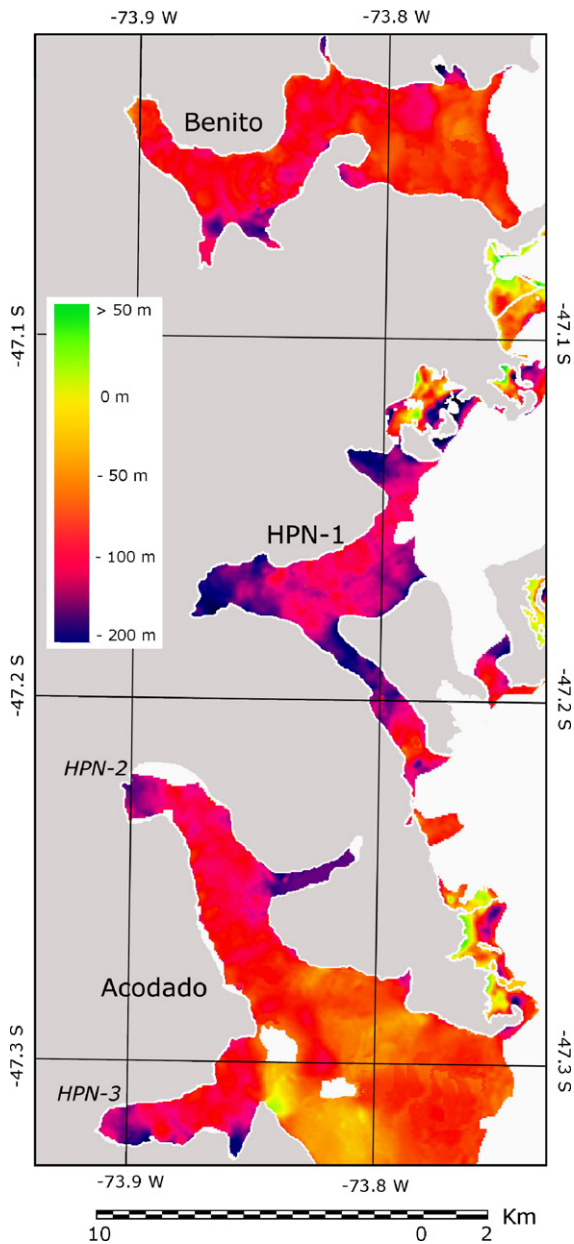 -73.9 W -73.8 W
Benito
> 50 m
0 m
- 50 m
- 100 m
- 200 m
-47.1 S -47.1 S
HPN-1
-47.2 S -47.2 S
HPN-2
Acodado
-47.3 S -47.3 S
HPN-3
-73.9 W -73.8 W
Km
10 0 2